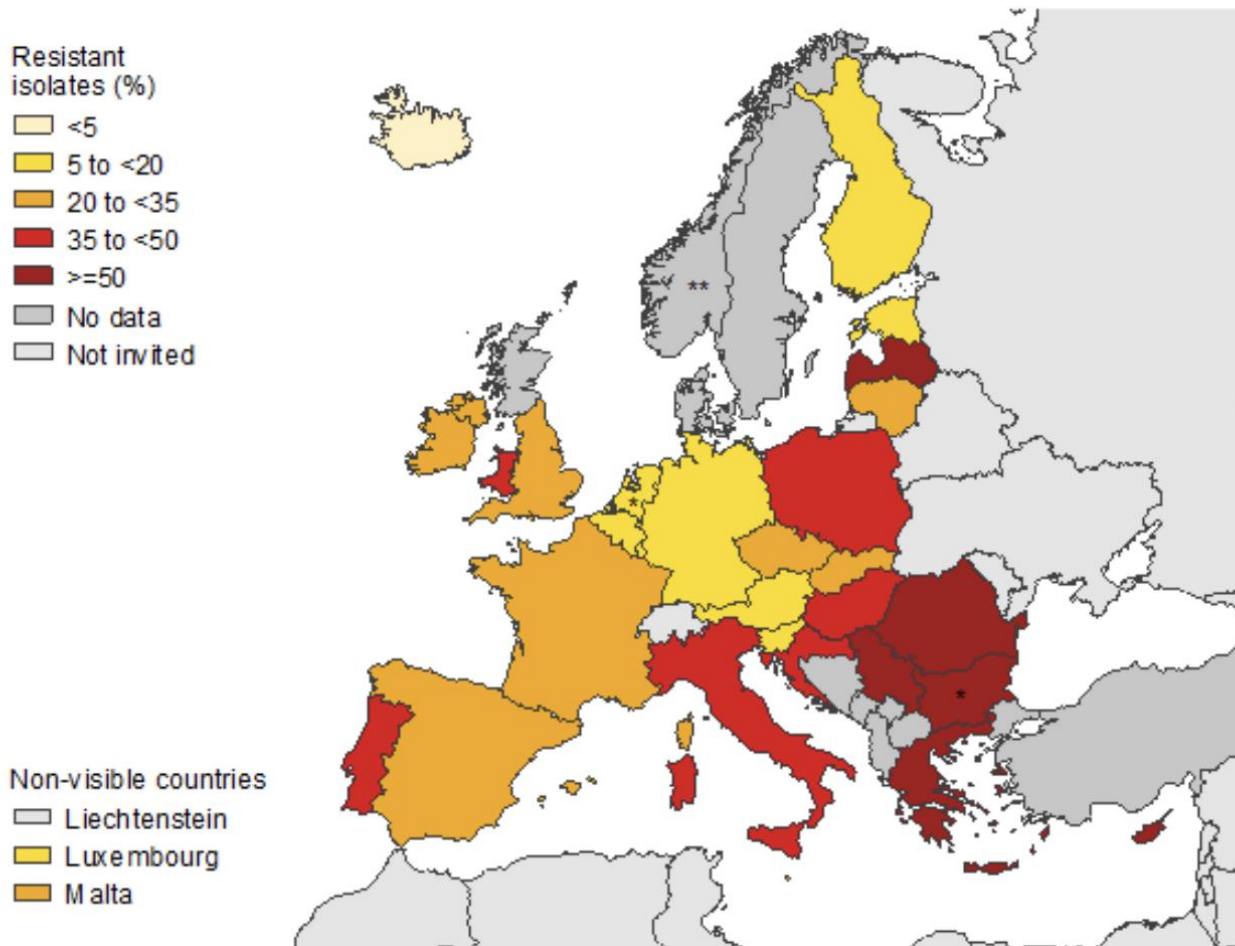 Resistant
isolates (%)
<5
5 to <20
20 to <35
35 to <50
>=50
No data
Not invited
**
*
*
Non-visible countries
Liechtenstein
Luxembourg
Malta